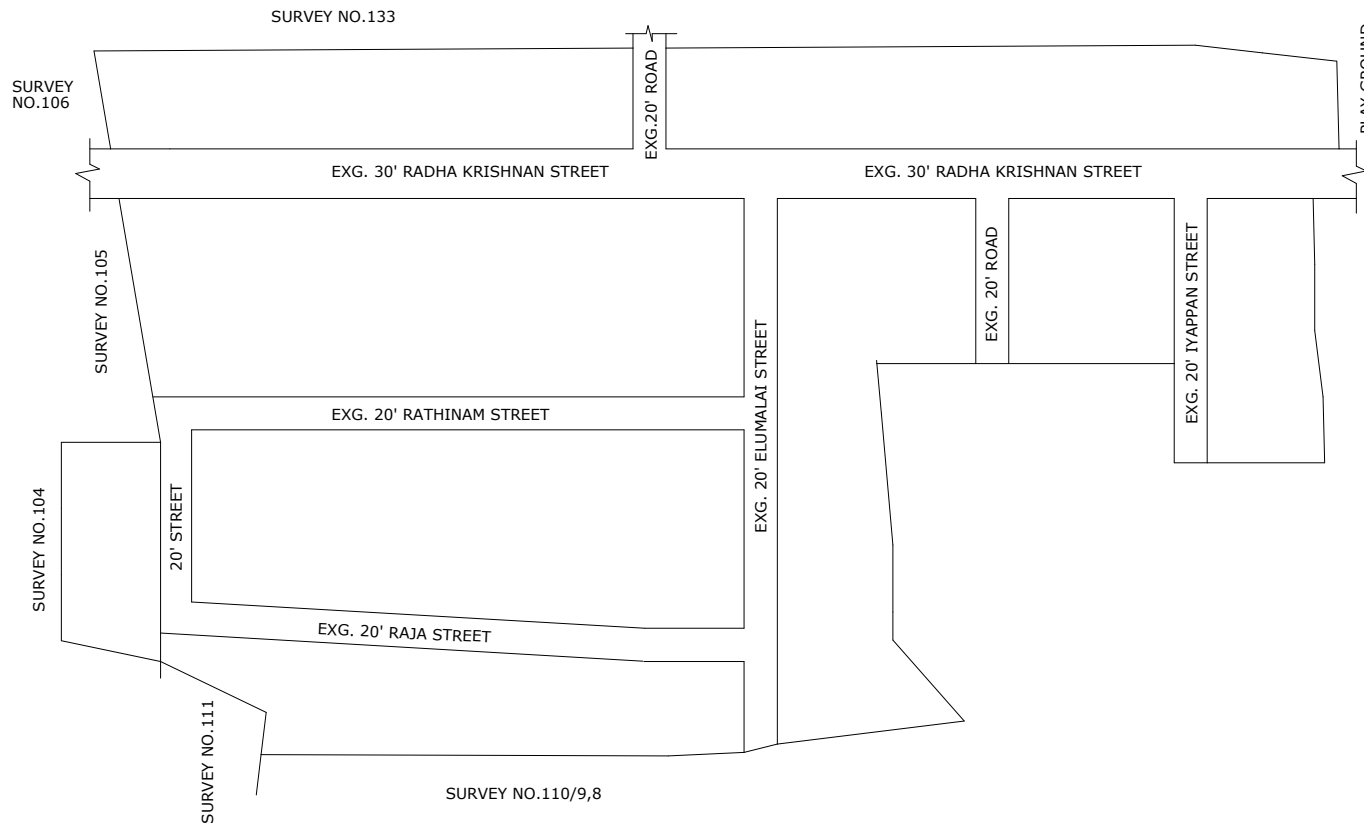 SURVEY NO.133
SURVEY
NO.106
EXG.20' ROAD
PLAY GROUND
EXG. 30' RADHA KRISHNAN STREET
EXG. 30' RADHA KRISHNAN STREET
SURVEY NO.105
EXG. 20' ROAD
EXG. 20' IYAPPAN STREET
EXG. 20' ELUMALAI STREET
EXG. 20' RATHINAM STREET
SURVEY NO.104
20' STREET
EXG. 20' RAJA STREET
SURVEY NO.111
SURVEY NO.110/9,8